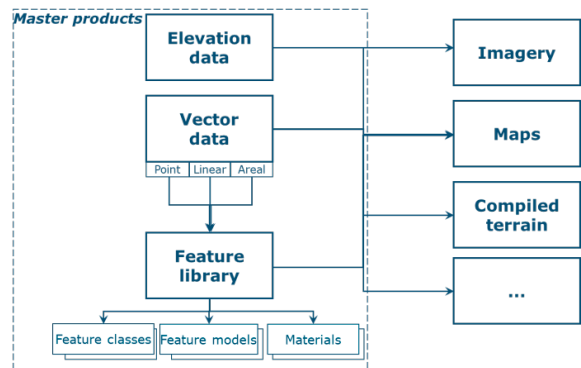 Master products
Elevation
data
Imagery
Vector
data
Maps
Point Linear Areal
Compiled
terrain
Feature
library
...
Feature classes
Feature models
Materials